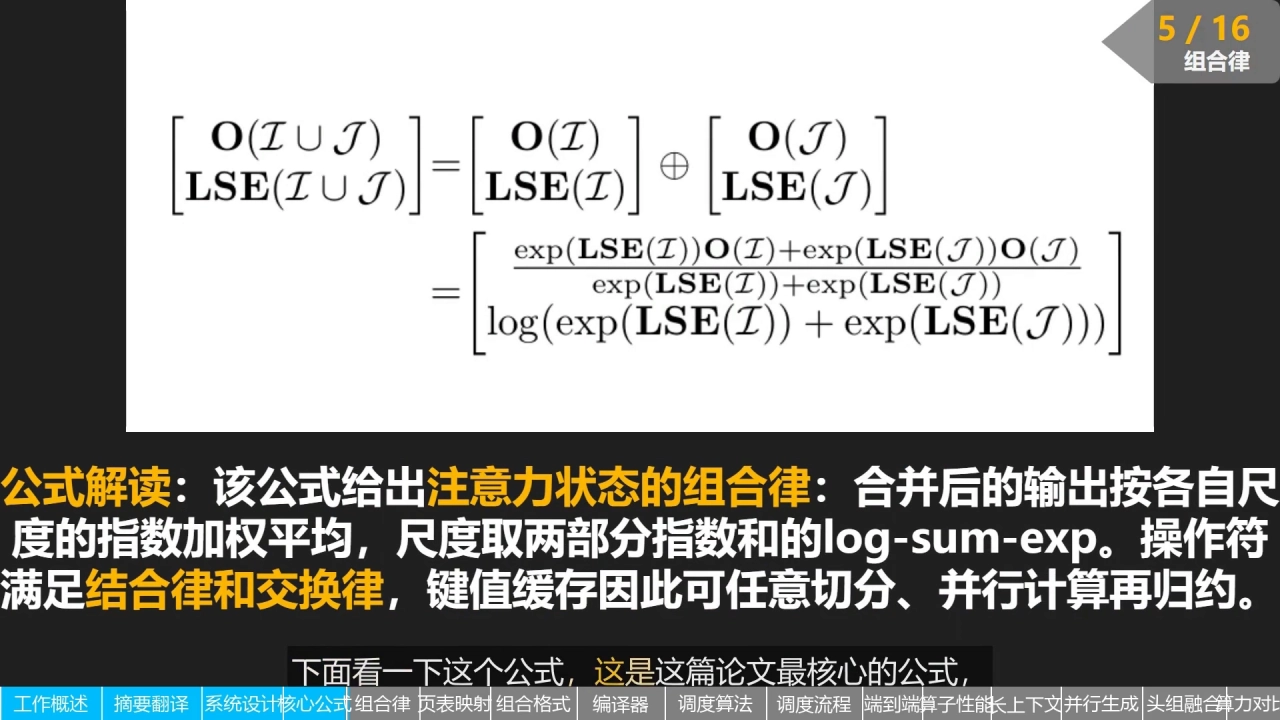 5 / 16
组合律
[O(I ∪ J) LSE(I ∪ J)] = [O(I) LSE(I)] ⊕ [O(J) LSE(J)]
= [exp(LSE(I))O(I)+exp(LSE(J))O(J) / exp(LSE(I))+exp(LSE(J))
log(exp(LSE(I)) + exp(LSE(J)))]
公式解读：该公式给出注意力状态的组合律：合并后的输出按各自尺
度的指数加权平均，尺度取两部分指数和的log-sum-exp。操作符
满足结合律和交换律，键值缓存因此可任意切分、并行计算再归约。
下面看一下这个公式，这是这篇论文最核心的公式，
工作概述 摘要翻译 系统设计 核心公式 组合律 页表映射 组合格式 编译器 调度算法 调度流程 端到端 算子性能 长上下文 并行生成 头组融合 算力对比